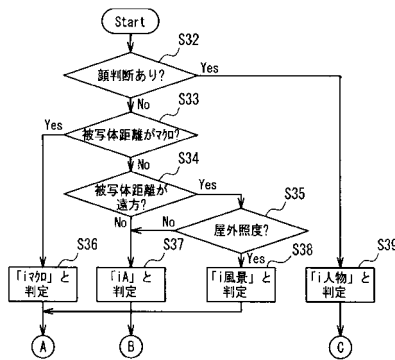 Start
S32
顔判断あり?
Yes
No
S33
Yes
被写体距離がマクロ?
No
S34
被写体距離が
遠方?
Yes
No
S35
No
屋外照度?
Yes
S36
「iマクロ」と
判定
S37
「iA」と
判定
S38
「i風景」と
判定
S39
「i人物」と
判定
A
B
C